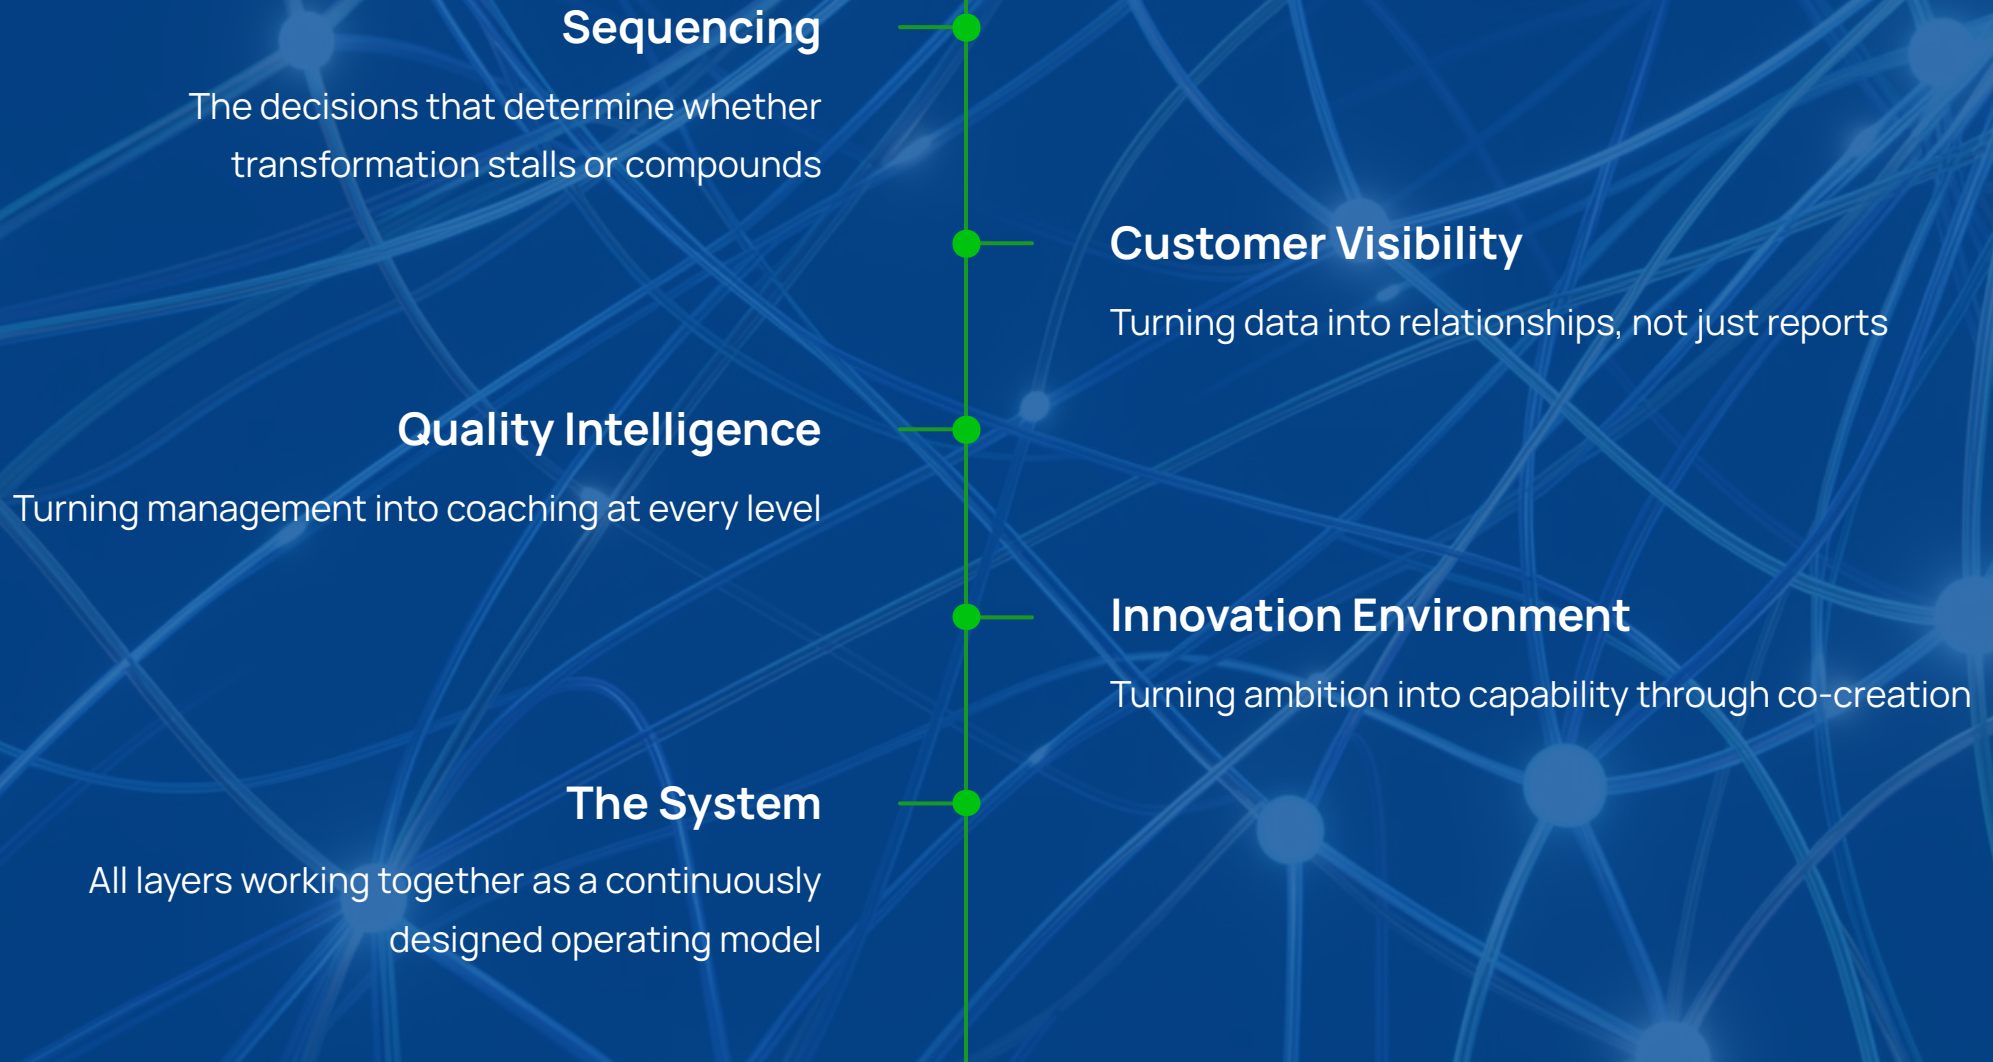 Sequencing
The decisions that determine whether
transformation stalls or compounds
Customer Visibility
Turning data into relationships, not just reports
Quality Intelligence
Turning management into coaching at every level
Innovation Environment
Turning ambition into capability through co-creation
The System
All layers working together as a continuously
designed operating model